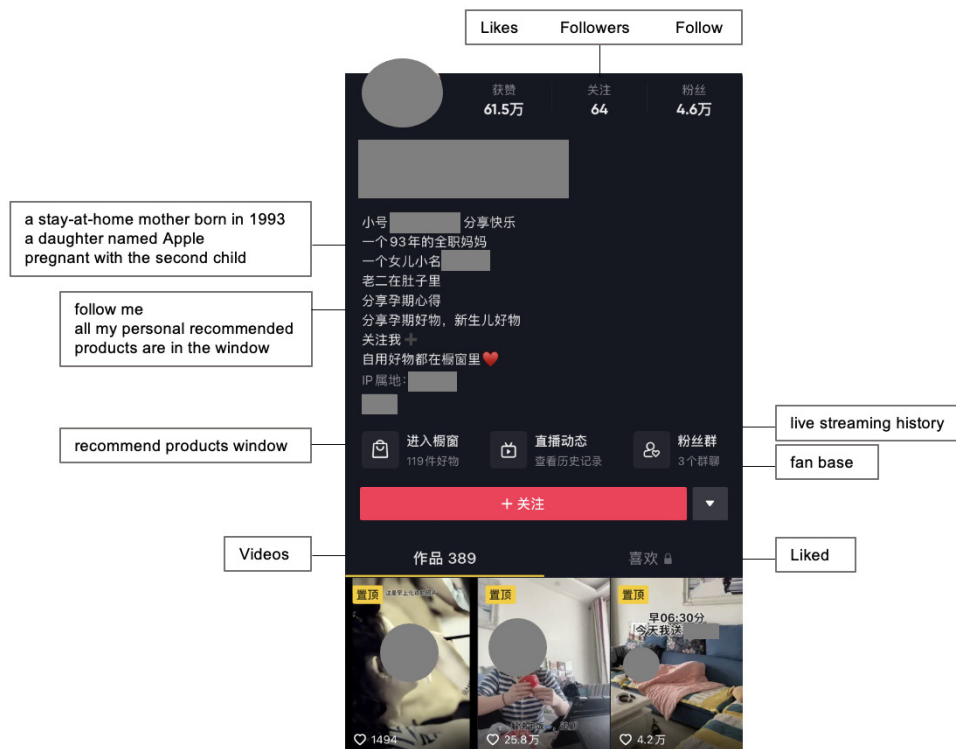 Likes Followers Follow
获赞 关注 粉丝
61.5万 64 4.6万
a stay-at-home mother born in 1993
a daughter named Apple
pregnant with the second child
小号 分享快乐
一个93年的全职妈妈
一个女儿小名
老二在肚子里
分享孕期心得
分享孕期好物，新生儿好物
关注我➕
自用好物都在橱窗里❤️
IP属地：
follow me
all my personal recommended
products are in the window
recommend products window
进入橱窗 直播动态 粉丝群
119件好物 查看历史记录 3个群聊
live streaming history
fan base
+ 关注
Videos
作品 389 喜欢
Liked
置顶 置顶 置顶
早06:30分
今天我送
1494 25.8万 4.2万